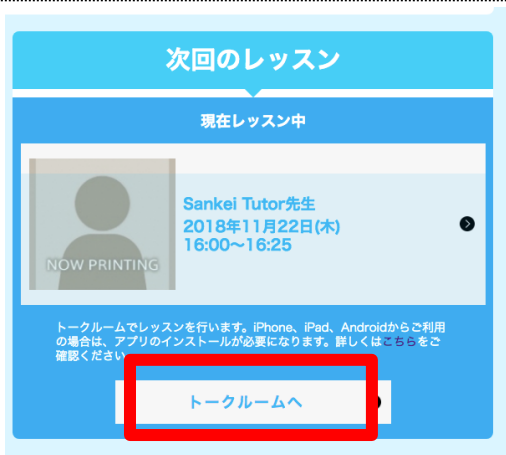 次回のレッスン
現在レッスン中
Sankei Tutor先生
2018年11月22日(木)
16:00〜16:25
NOW PRINTING
トークルームでレッスンを行います。iPhone、iPad、Androidからご利用
の場合は、アプリのインストールが必要になります。詳しくはこちらをご
確認ください
トークルームへ